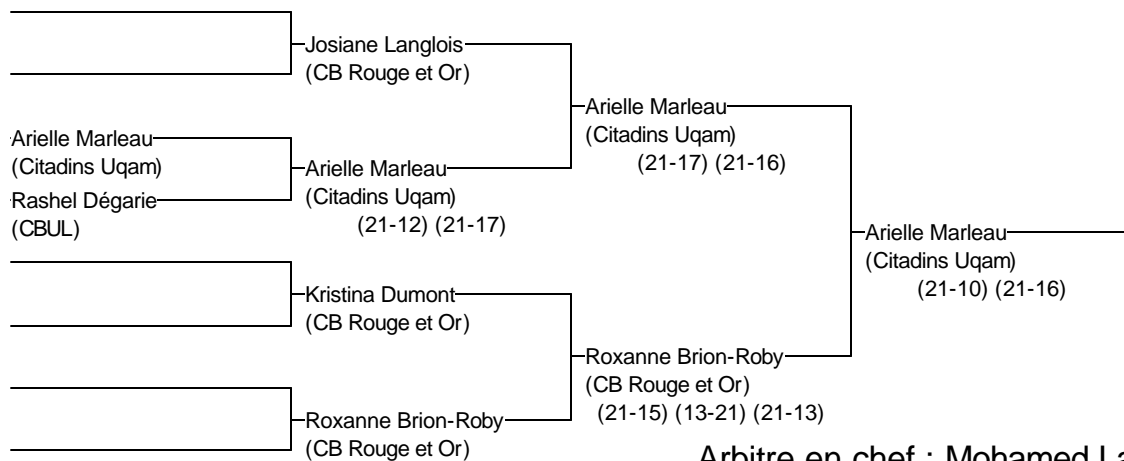 Josiane Langlois
(CB Rouge et Or)
Arielle Marleau
(Citadins Uqam)
(21-17) (21-16)
Arielle Marleau
(Citadins Uqam)
Rashel Dégarie
(CBUL)
Arielle Marleau
(Citadins Uqam)
(21-12) (21-17)
Arielle Marleau
(Citadins Uqam)
(21-10) (21-16)
Kristina Dumont
(CB Rouge et Or)
Roxanne Brion-Roby
(CB Rouge et Or)
(21-15) (13-21) (21-13)
Roxanne Brion-Roby
(CB Rouge et Or)
Arbitre en chef : Mohamed